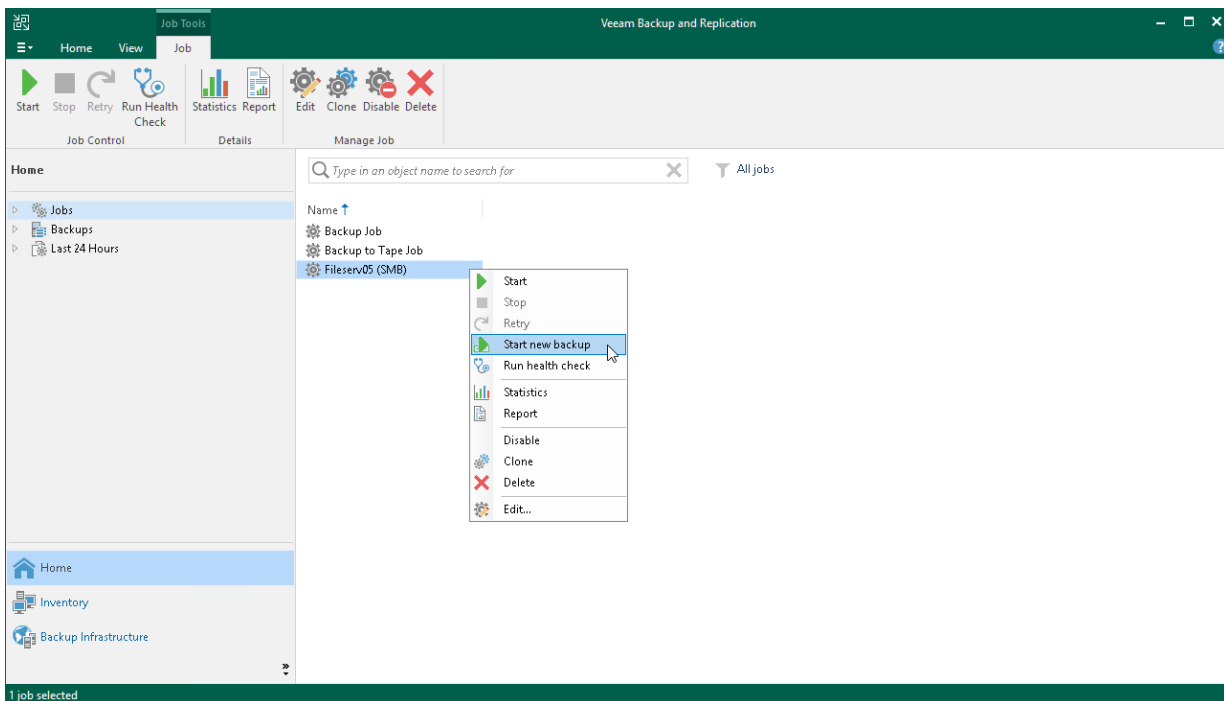 Job Tools
Veeam Backup and Replication
Home View Job
Start Stop Retry Run Health Check
Statistics Report
Edit Clone Disable Delete
Job Control Details Manage Job
Home
Type in an object name to search for
All jobs
Jobs
Backups
Last 24 Hours
Name
Backup Job
Backup to Tape Job
Fileserv05 (SMB)
Start
Stop
Retry
Start new backup
Run health check
Statistics
Report
Disable
Clone
Delete
Edit...
Home
Inventory
Backup Infrastructure
1 job selected